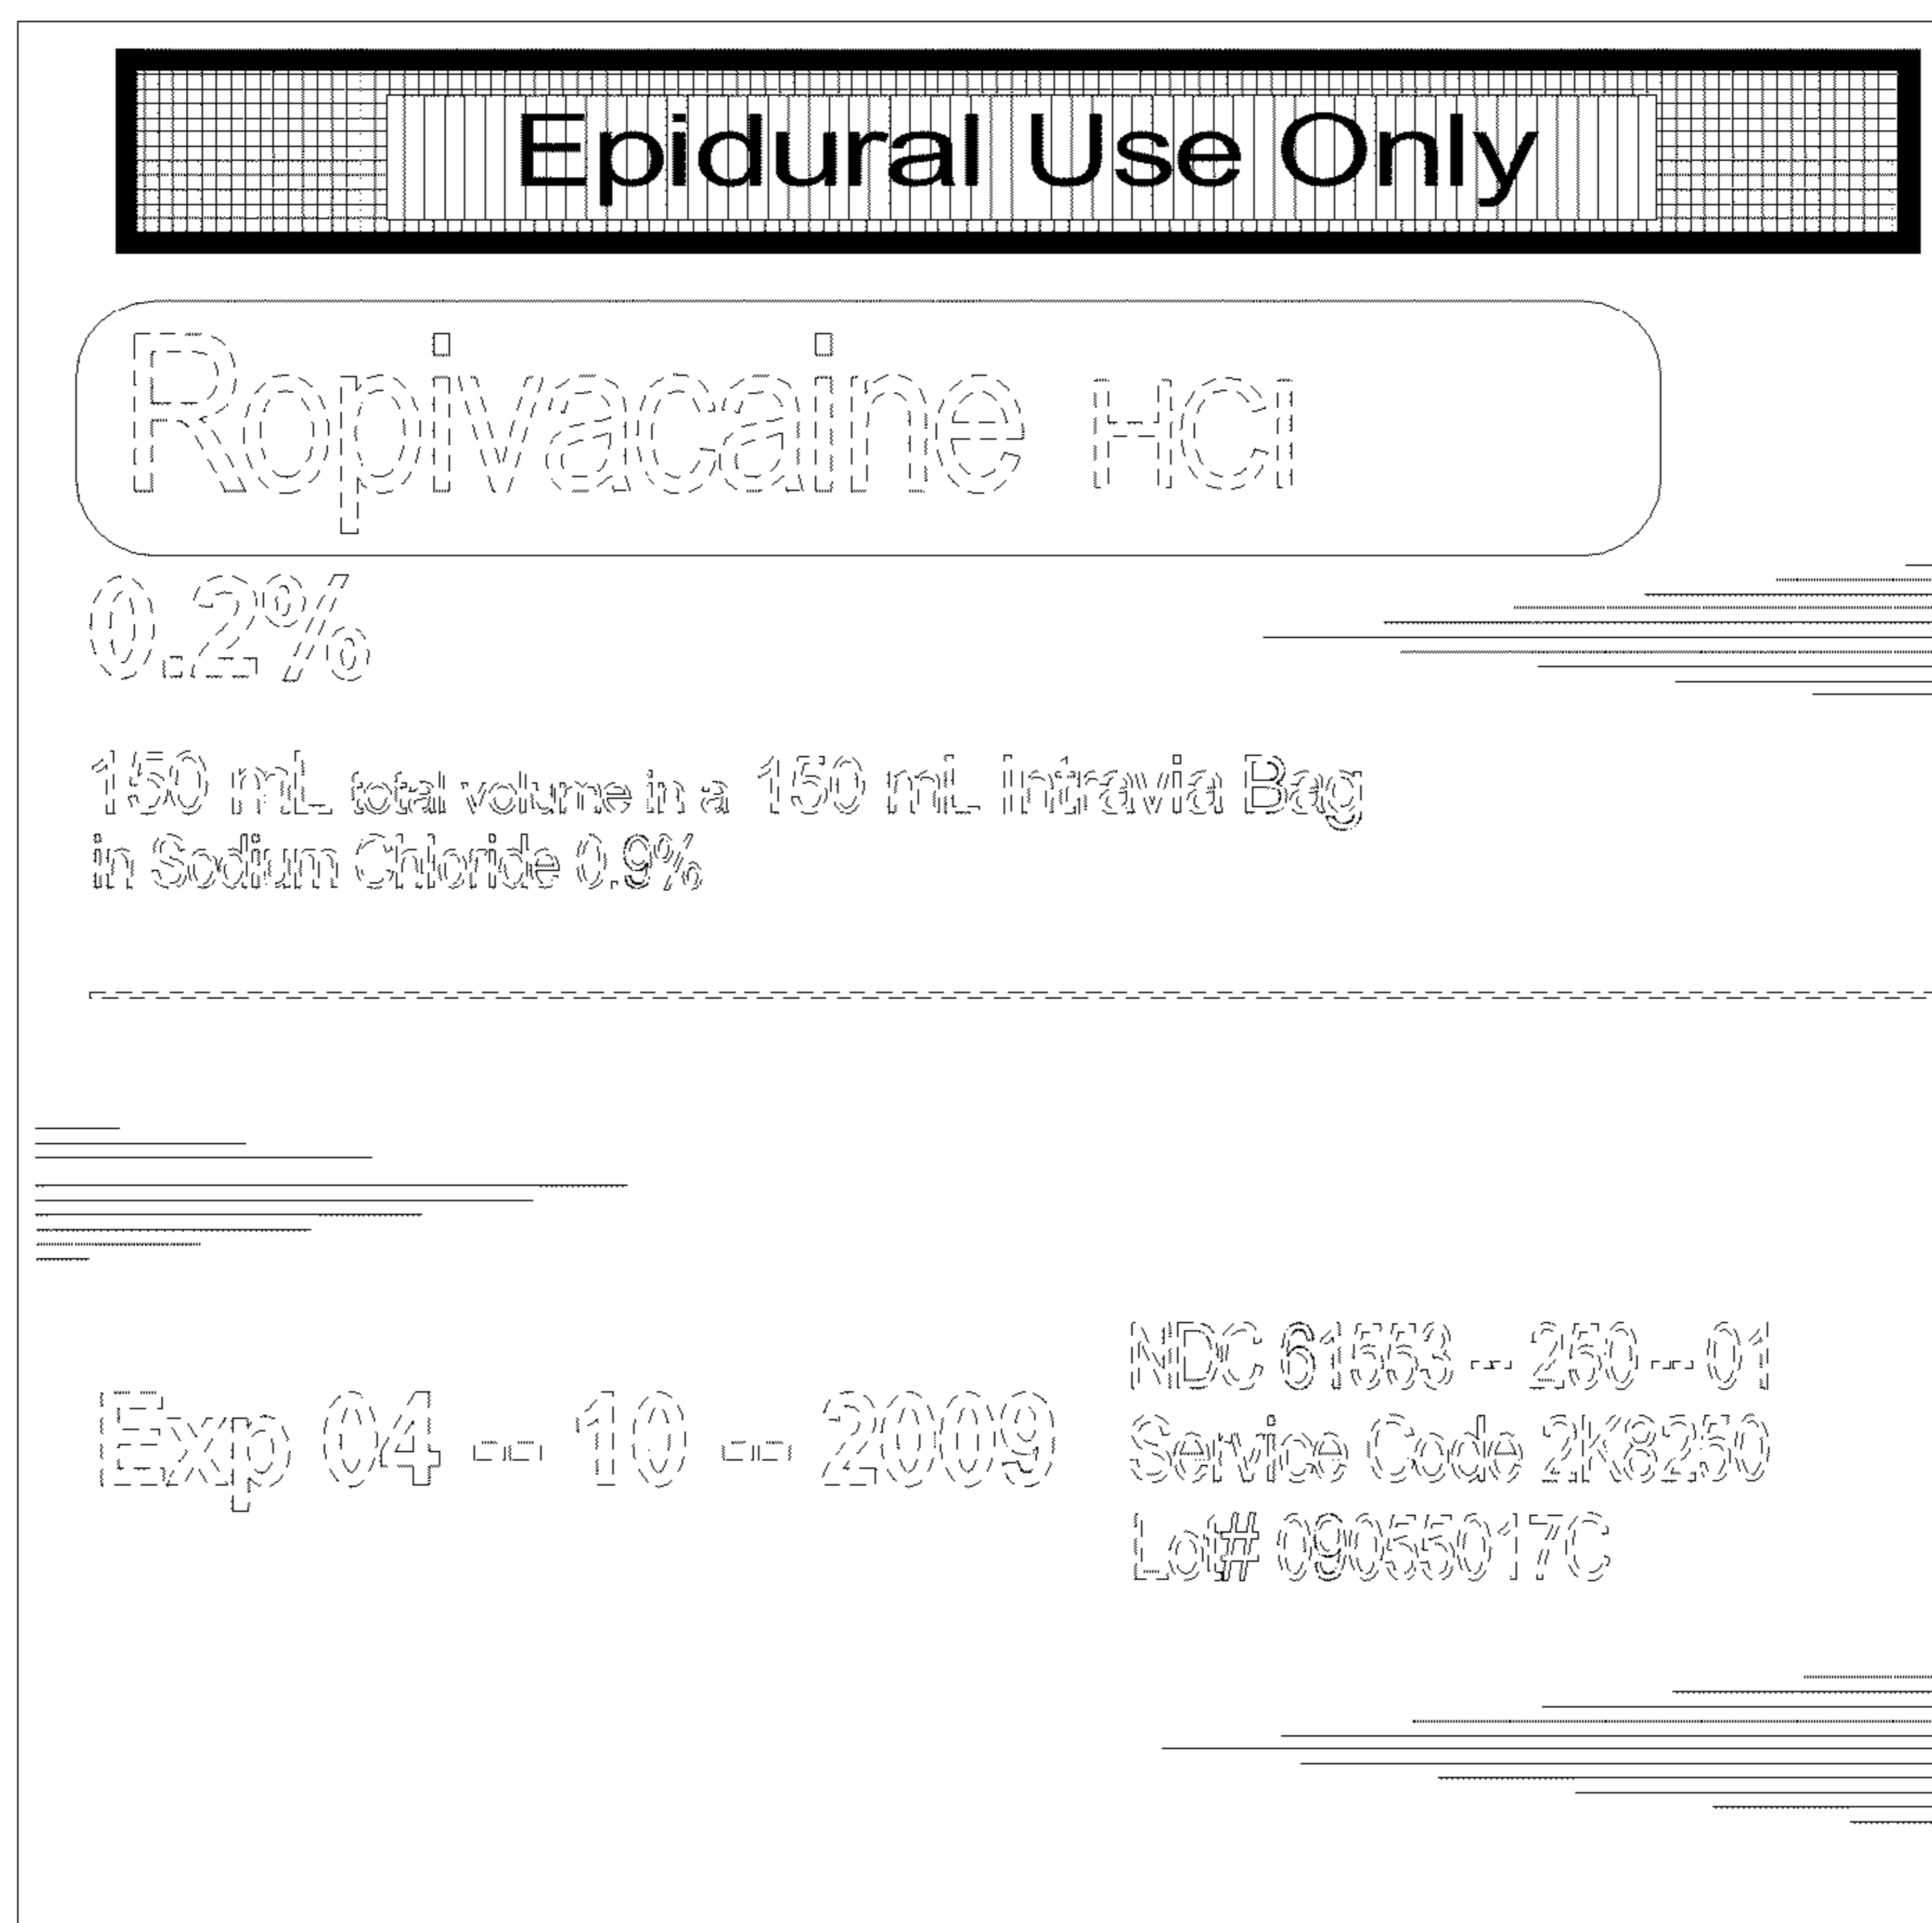 Epidural Use Only
Ropivacaine HCl
0.2%
150 mL total volume in a 150 mL Intravia Bag
in Sodium Chloride 0.9%
Exp 04 -- 10 -- 2009
NDC 61553 -- 250 -- 01
Service Code 2K8250
Lot# 09055017C